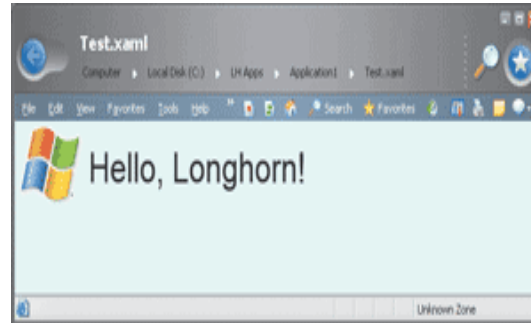 Test.xaml
Computer Local Disk (C:) LH Apps Application1 Test.xaml
File Edit View Favorites Tools Help » Search Favorites
Hello, Longhorn!
Unknown Zone